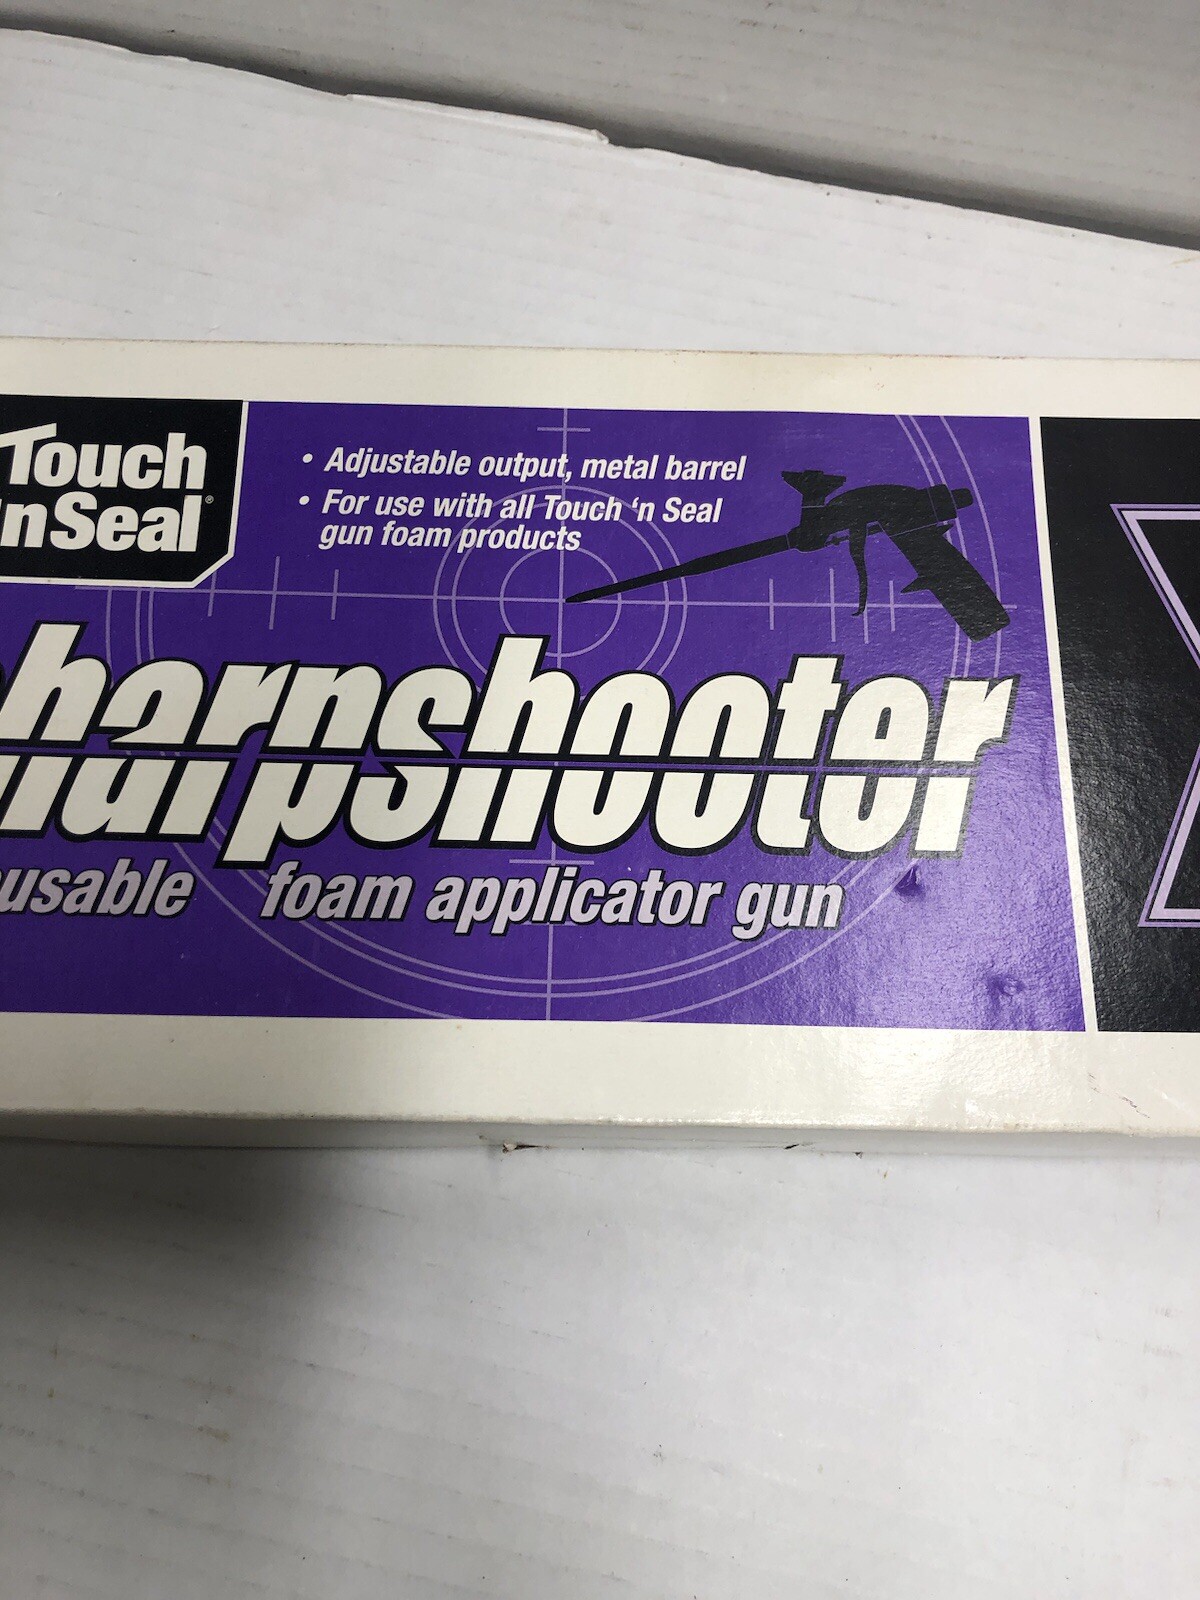 Touch
'n Seal®
• Adjustable output, metal barrel
• For use with all Touch 'n Seal
gun foam products
harpshooter
usable foam applicator gun